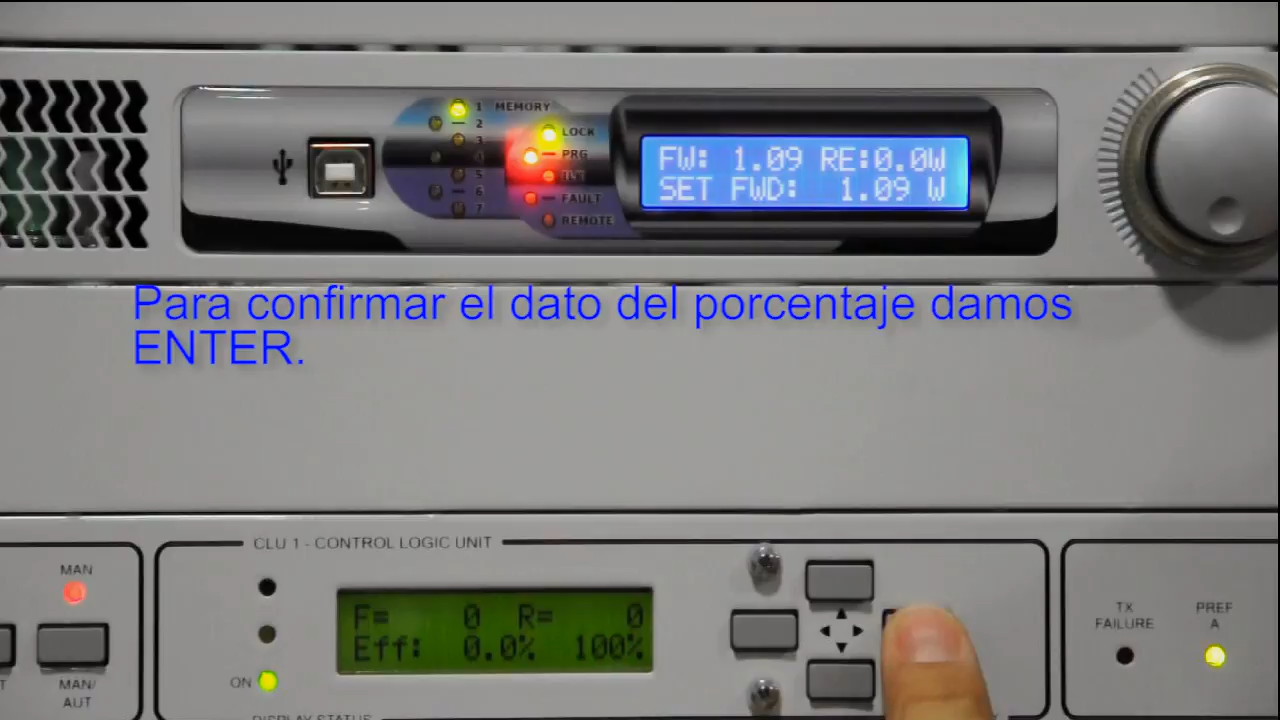 1 MEMORY
2
3
5
6
7
LOCK
PRG
FAULT
REMOTE
FW: 1.09 RE:0.0W
SET FWD: 1.09 W
Para confirmar el dato del porcentaje damos
ENTER.
CLU 1 - CONTROL LOGIC UNIT
MAN
MAN/
AUT
ON
F= 0 R= 0
Eff: 0.0% 100%
TX
FAILURE
PREF
A
DISPLAY STATUS